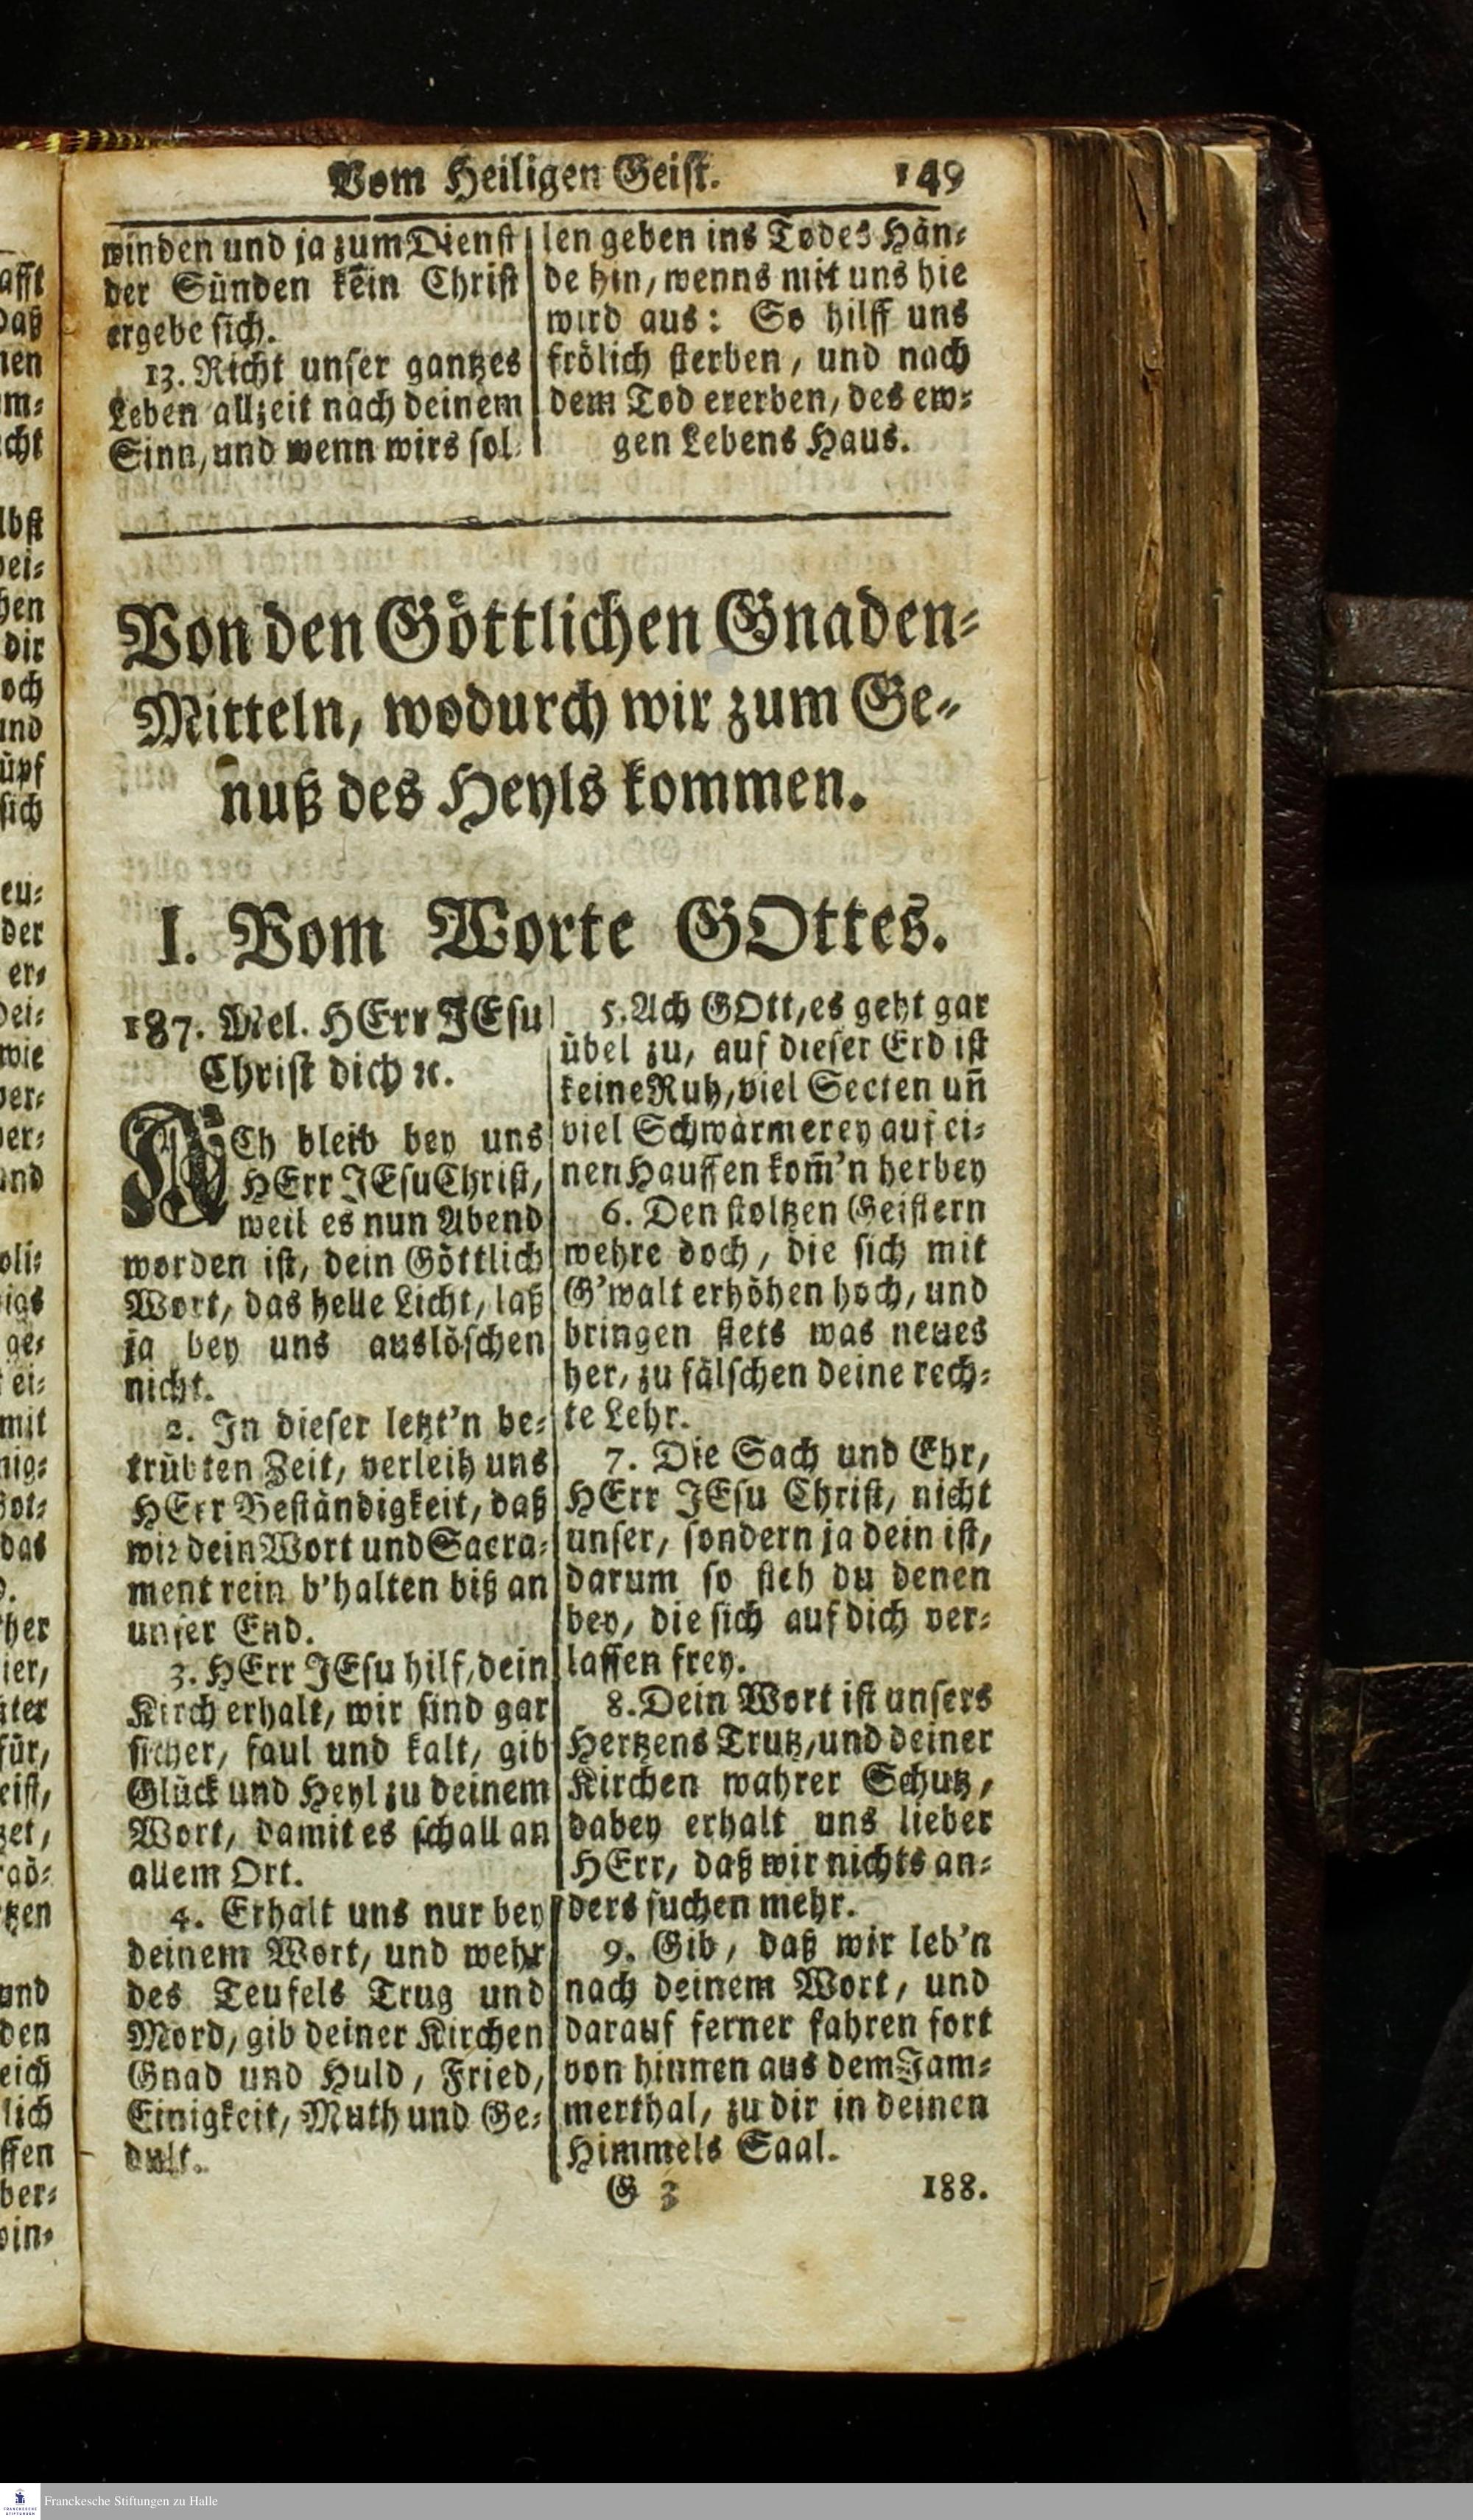 Vom Heiligen Geist. 149
winden und ja zum Dienst
der Sünden kein Christ
ergebe sich.
13. Richt unser gantzes
Leben allzeit nach deinem
Sinn, und wenn wirs sol-
len geben ins Todes Hän-
de hin, wenns mit uns hie
wird aus: So hilff uns
frölich sterben, und nach
dem Tod ererben, des ew-
gen Lebens Haus.
Von den Göttlichen Gnaden-
Mitteln, wodurch wir zum Ge-
nuß des Heyls kommen.
I. Vom Worte GOttes.
187. Mel. HErr JEsu
Christ dich ꝛc.
ACh bleib bey uns
HErr JEsu Christ,
weil es nun Abend
worden ist, dein Göttlich
Wort, das helle Licht, laß
ja bey uns auslöschen
nicht.
2. In dieser letzt'n be-
trübten Zeit, verleih uns
HErr Beständigkeit, daß
wir dein Wort und Sacra-
ment rein b'halten biß an
unser End.
3. HErr JEsu hilf, dein
Kirch erhalt, wir sind gar
sicher, faul und kalt, gib
Glück und Heyl zu deinem
Wort, damit es schall an
allem Ort.
4. Erhalt uns nur bey
deinem Wort, und wehr
des Teufels Trug und
Mord, gib deiner Kirchen
Gnad und Huld, Fried,
Einigkeit, Muth und Ge-
dult.
5. Ach GOtt, es geht gar
übel zu, auf dieser Erd ist
keine Ruh, viel Secten uñ
viel Schwärmerey auf ei-
nen Hauffen kom̃'n herbey
6. Den stoltzen Geistern
wehre doch, die sich mit
G'walt erhöhen hoch, und
bringen stets was neues
her, zu fälschen deine rech-
te Lehr.
7. Die Sach und Ehr,
HErr JEsu Christ, nicht
unser, sondern ja dein ist,
darum so steh du denen
bey, die sich auf dich ver-
lassen frey.
8. Dein Wort ist unsers
Hertzens Trutz, und deiner
Kirchen wahrer Schutz,
dabey erhalt uns lieber
HErr, daß wir nichts an-
ders suchen mehr.
9. Gib, daß wir leb'n
nach deinem Wort, und
darauf ferner fahren fort
von hinnen aus dem Jam-
merthal, zu dir in deinen
Himmels Saal.
G 3 188.
Franckesche Stiftungen zu Halle